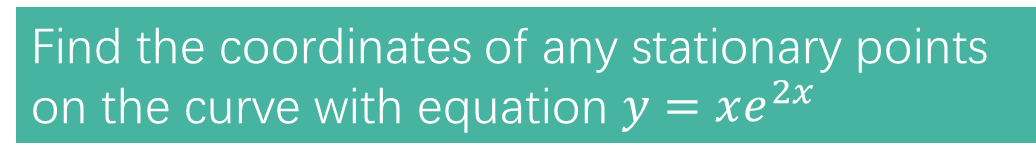 Find the coordinates of any stationary points
on the curve with equation y = xe^{2x}